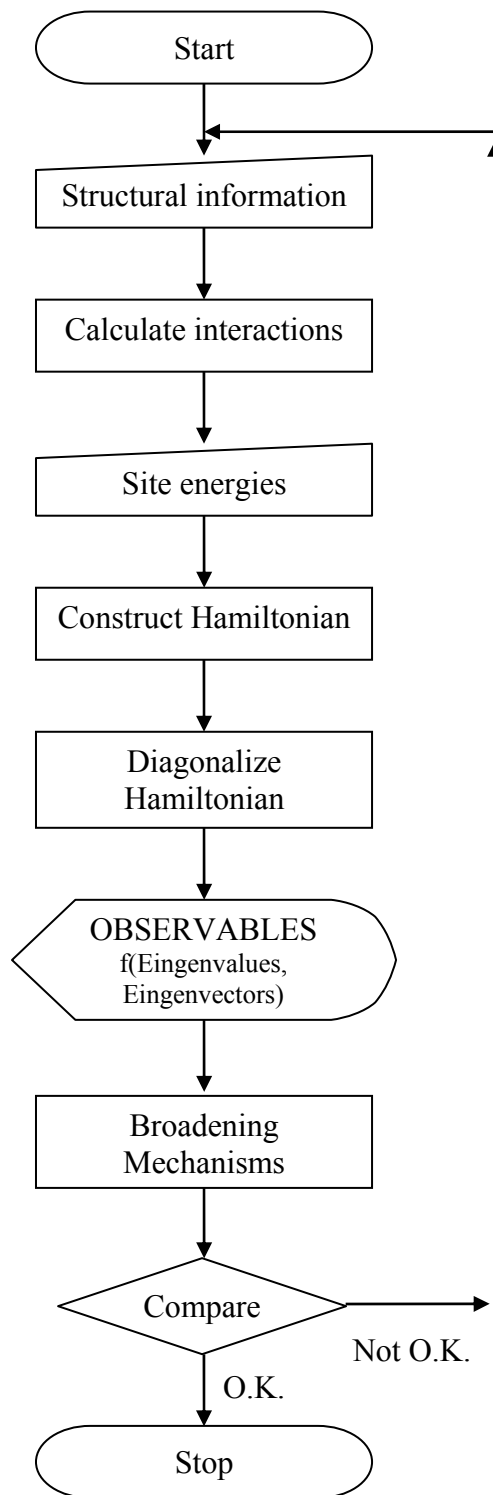 Start
Structural information
Calculate interactions
Site energies
Construct Hamiltonian
Diagonalize
Hamiltonian
OBSERVABLES
f(Eingenvalues,
Eingenvectors)
Broadening
Mechanisms
Compare
Not O.K.
O.K.
Stop